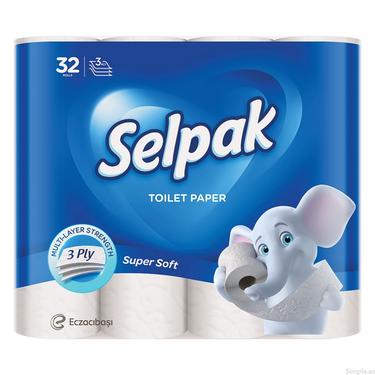 32
ROLLS
3
Selpak
TOILET PAPER
MULTI-LAYER STRENGTH
3 Ply
Super Soft
Eczacıbaşı
Simpla.az